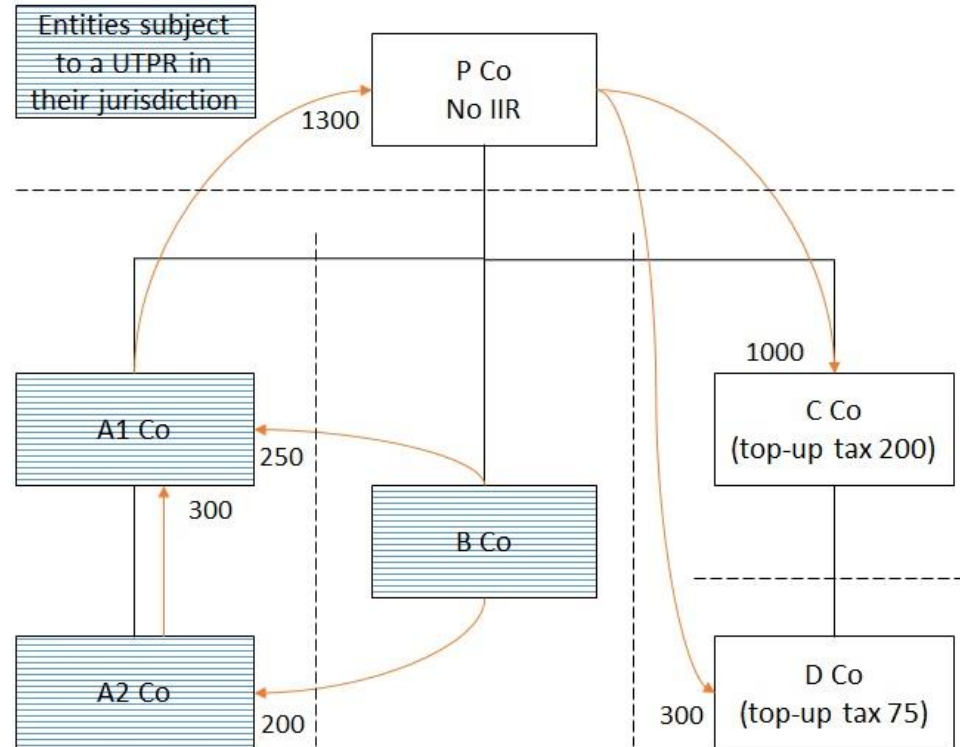 Entities subject
to a UTPR in
their jurisdiction
P Co
No IIR
1300
1000
A1 Co
250
C Co
(top-up tax 200)
300
B Co
A2 Co
200
D Co
(top-up tax 75)
300